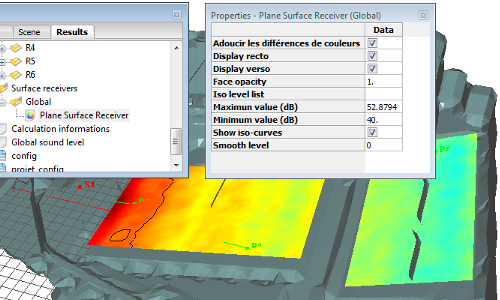 Scene
Results
R4
R5
R6
Surface receivers
Global
Plane Surface Receiver
Calculation informations
Global sound level
config
projet_config
Properties - Plane Surface Receiver (Global)
Data
Adoucir les différences de couleurs
Display recto
Display verso
Face opacity 1.
Iso level list
Maximun value (dB) 52.8794
Minimum value (dB) 40.
Show iso-curves
Smooth level 0